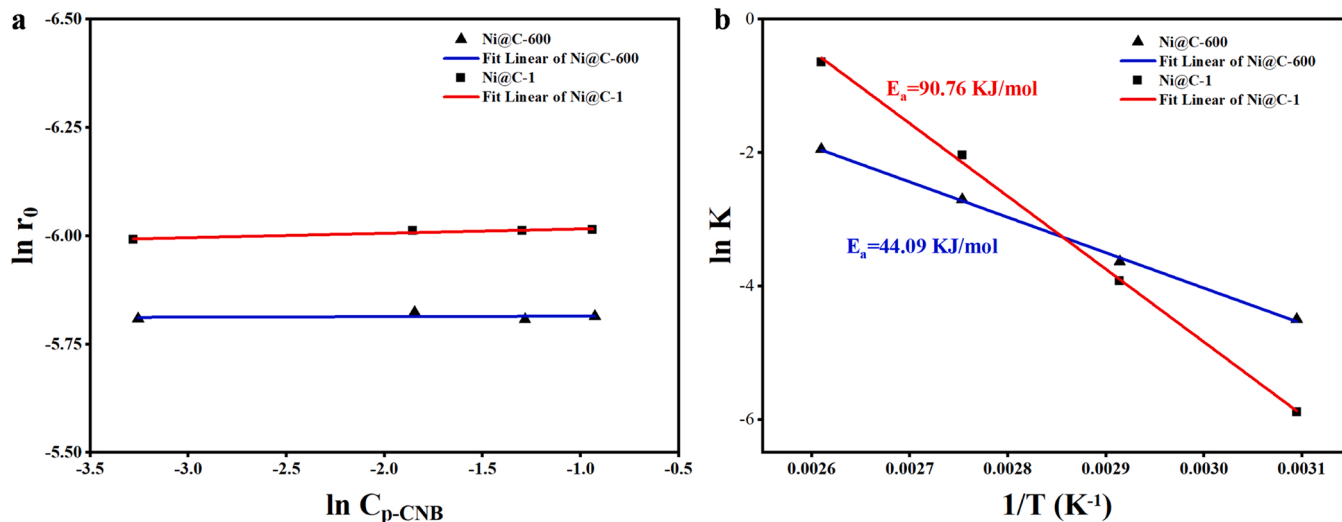 a
-6.50
-6.25
-6.00
-5.75
-5.50
ln r₀
-3.5 -3.0 -2.5 -2.0 -1.5 -1.0 -0.5
ln C_p-CNB
Ni@C-600
Fit Linear of Ni@C-600
Ni@C-1
Fit Linear of Ni@C-1
b
0
-2
-4
-6
ln K
0.0026 0.0027 0.0028 0.0029 0.0030 0.0031
1/T (K⁻¹)
Ni@C-600
Fit Linear of Ni@C-600
Ni@C-1
Fit Linear of Ni@C-1
Eₐ=90.76 KJ/mol
Eₐ=44.09 KJ/mol